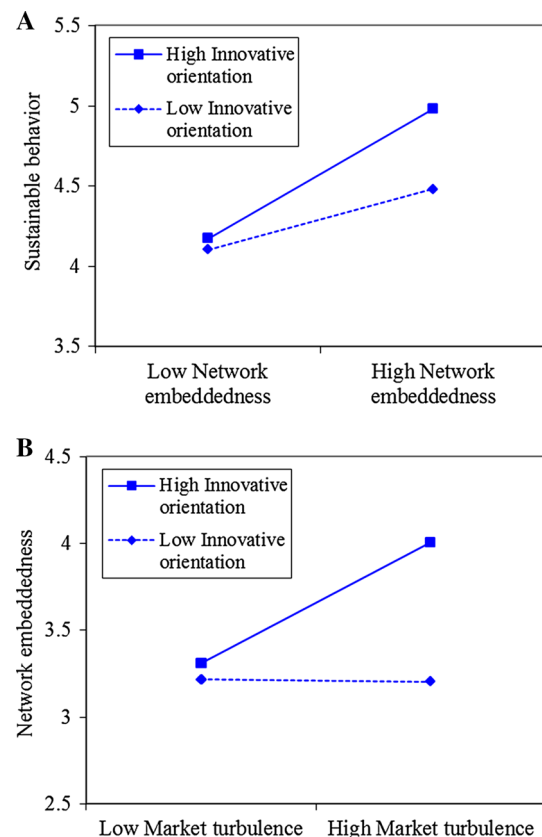 A
5.5
High Innovative
orientation
Low Innovative
orientation
5
4.5
4
3.5
Sustainable behavior
Low Network
embeddedness
High Network
embeddedness
B
4.5
High Innovative
orientation
Low Innovative
orientation
4
3.5
3
2.5
Network embeddedness
Low Market turbulence
High Market turbulence